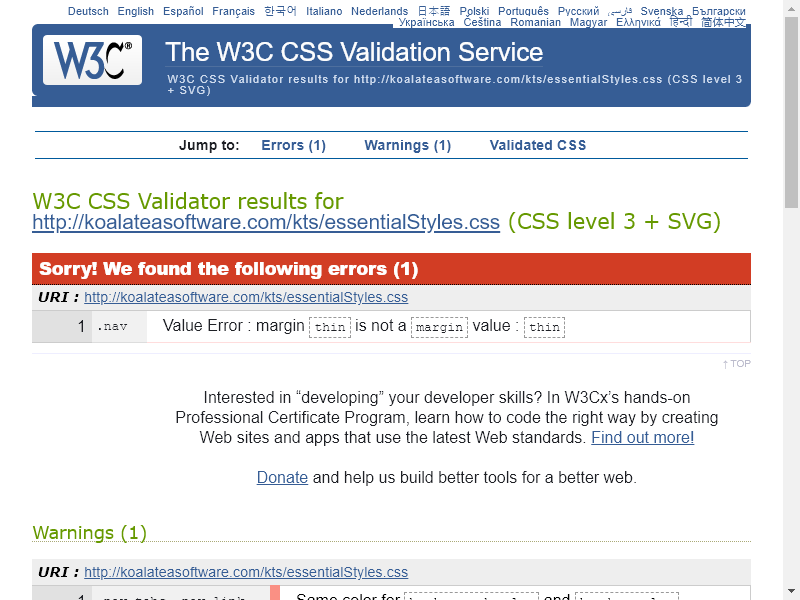 Deutsch English Español Français 한국어 Italiano Nederlands 日本語 Polski Português Русский فارسی Svenska Български
Українська Čeština Romanian Magyar Ελληνικά हिन्दी 简体中文
W3C®
The W3C CSS Validation Service
W3C CSS Validator results for http://koalateasoftware.com/kts/essentialStyles.css (CSS level 3
+ SVG)
Jump to: Errors (1) Warnings (1) Validated CSS
W3C CSS Validator results for
http://koalateasoftware.com/kts/essentialStyles.css (CSS level 3 + SVG)
Sorry! We found the following errors (1)
URI : http://koalateasoftware.com/kts/essentialStyles.css
1 .nav Value Error : margin thin is not a margin value : thin
↑ TOP
Interested in “developing” your developer skills? In W3Cx’s hands-on
Professional Certificate Program, learn how to code the right way by creating
Web sites and apps that use the latest Web standards. Find out more!
Donate and help us build better tools for a better web.
Warnings (1)
URI : http://koalateasoftware.com/kts/essentialStyles.css
1 Same color for and